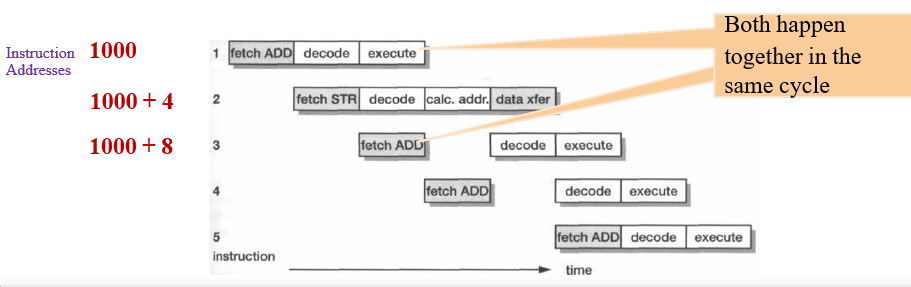 Both happen
together in the
same cycle
Instruction
Addresses
1000
1 fetch ADD decode execute
1000 + 4
2 fetch STR decode calc. addr. data xfer
1000 + 8
3 fetch ADD decode execute
4 fetch ADD decode execute
5 fetch ADD decode execute
instruction
time